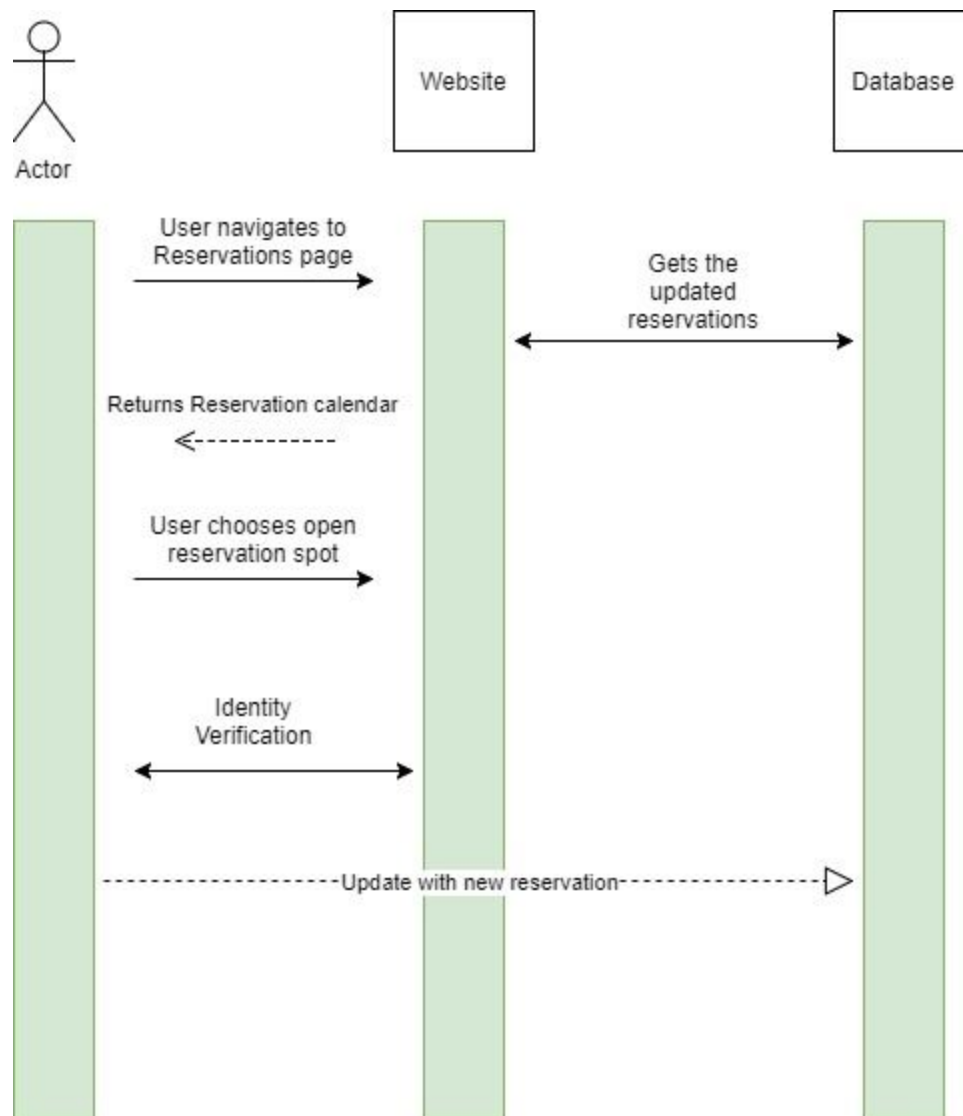 Website
Database
Actor
User navigates to
Reservations page
Gets the
updated
reservations
Returns Reservation calendar
User chooses open
reservation spot
Identity
Verification
Update with new reservation